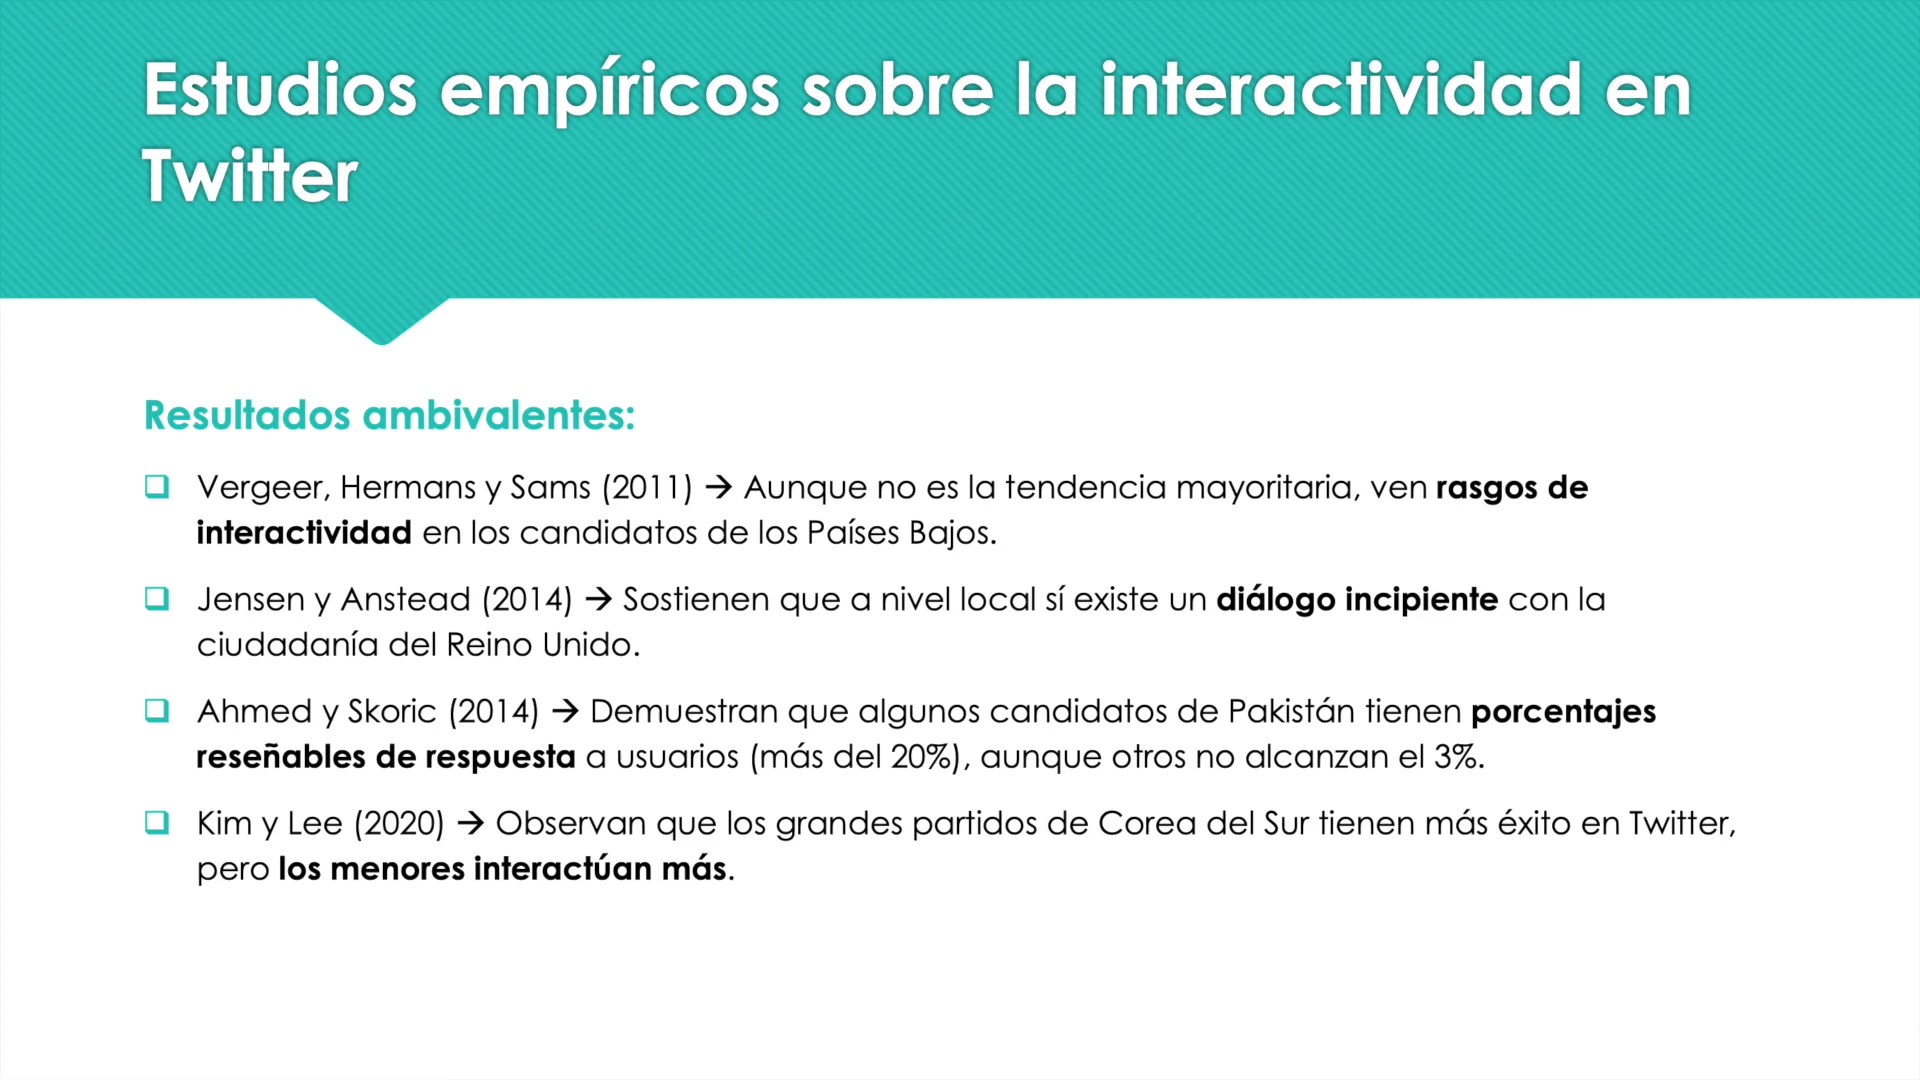 Estudios empíricos sobre la interactividad en
Twitter
Resultados ambivalentes:
❑ Vergeer, Hermans y Sams (2011) → Aunque no es la tendencia mayoritaria, ven rasgos de
interactividad en los candidatos de los Países Bajos.
❑ Jensen y Anstead (2014) → Sostienen que a nivel local sí existe un diálogo incipiente con la
ciudadanía del Reino Unido.
❑ Ahmed y Skoric (2014) → Demuestran que algunos candidatos de Pakistán tienen porcentajes
reseñables de respuesta a usuarios (más del 20%), aunque otros no alcanzan el 3%.
❑ Kim y Lee (2020) → Observan que los grandes partidos de Corea del Sur tienen más éxito en Twitter,
pero los menores interactúan más.